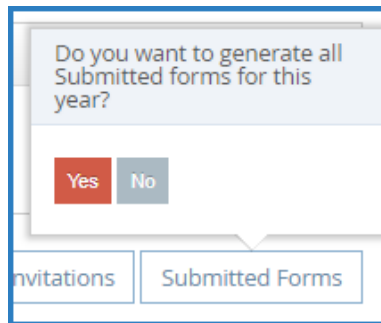 Do you want to generate all
Submitted forms for this
year?
Yes No
nvitations Submitted Forms